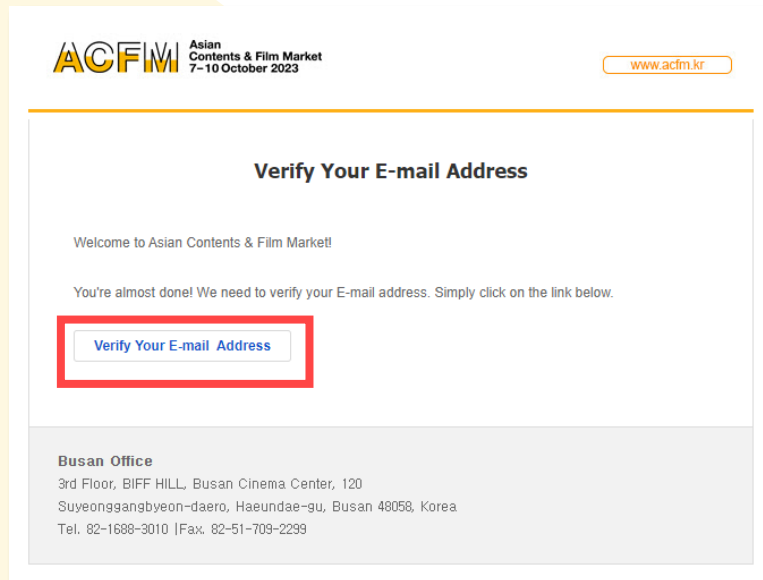 ACFM
Asian
Contents & Film Market
7–10 October 2023
www.acfm.kr
Verify Your E-mail Address
Welcome to Asian Contents & Film Market!
You're almost done! We need to verify your E-mail address. Simply click on the link below.
Verify Your E-mail Address
Busan Office
3rd Floor, BIFF HILL, Busan Cinema Center, 120
Suyeonggangbyeon-daero, Haeundae-gu, Busan 48058, Korea
Tel. 82-1688-3010 |Fax. 82-51-709-2299